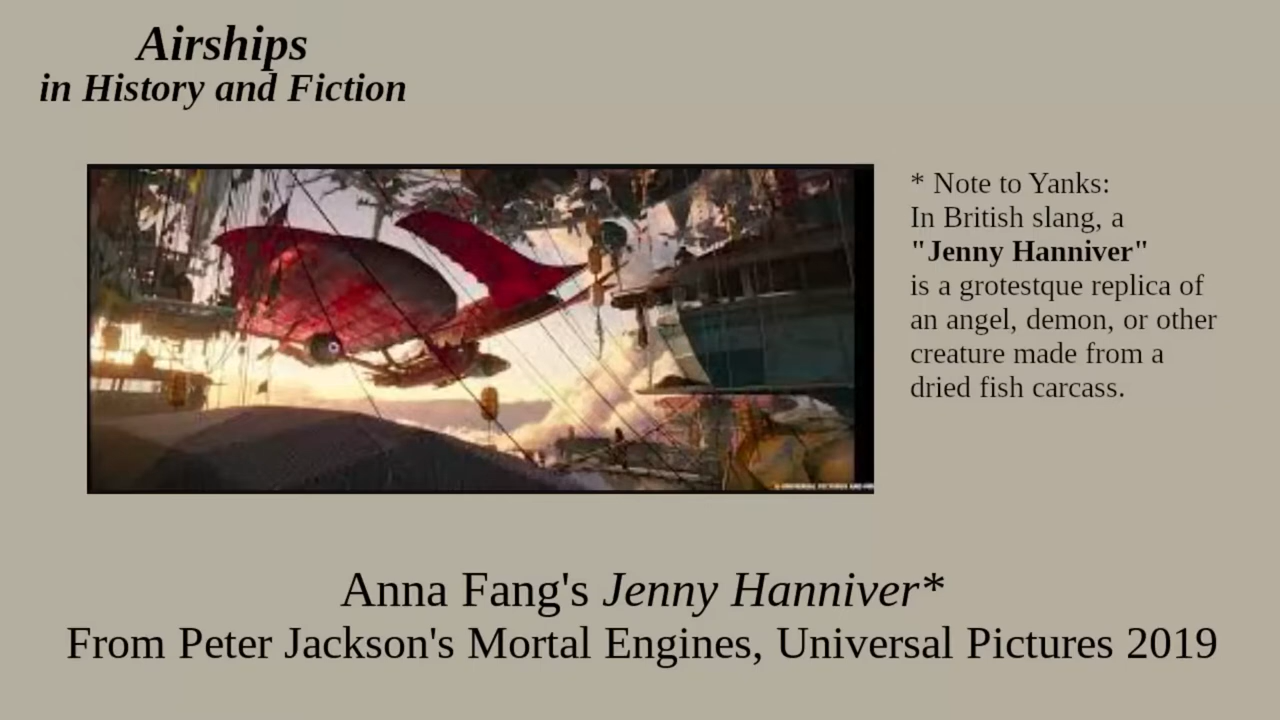 Airships
in History and Fiction
* Note to Yanks:
In British slang, a
"Jenny Hanniver"
is a grotestque replica of
an angel, demon, or other
creature made from a
dried fish carcass.
Anna Fang's Jenny Hanniver*
From Peter Jackson's Mortal Engines, Universal Pictures 2019